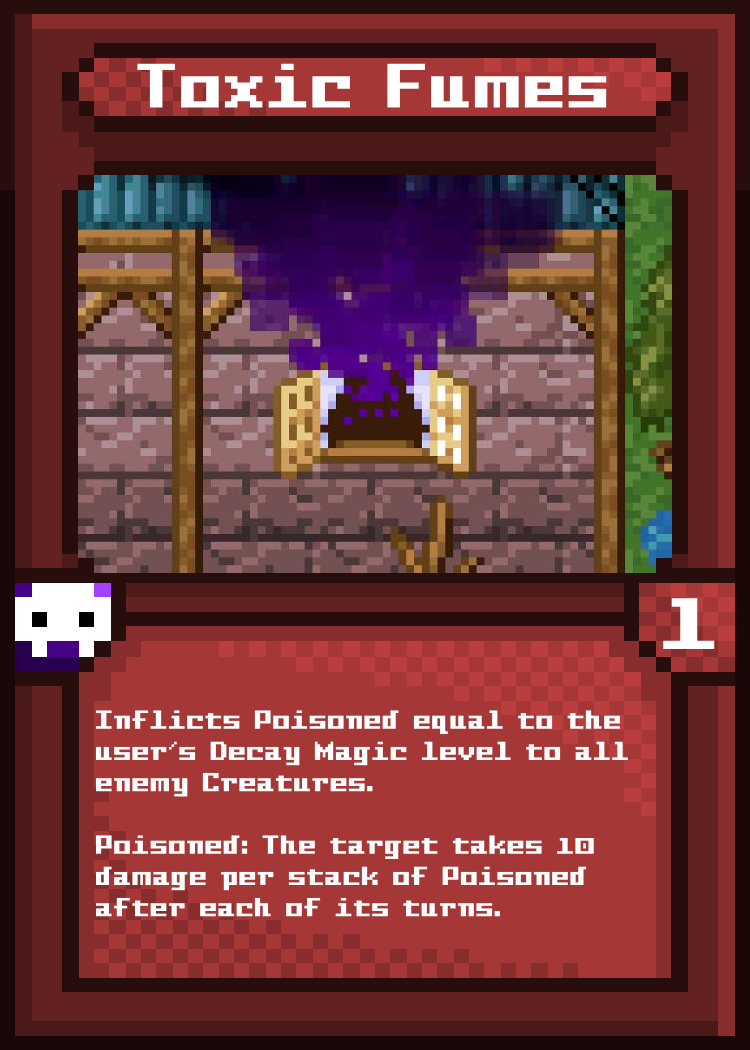 Toxic Fumes
1
Inflicts Poisoned equal to the
user's Decay Magic level to all
enemy Creatures.
Poisoned: The target takes 10
damage per stack of Poisoned
after each of its turns.